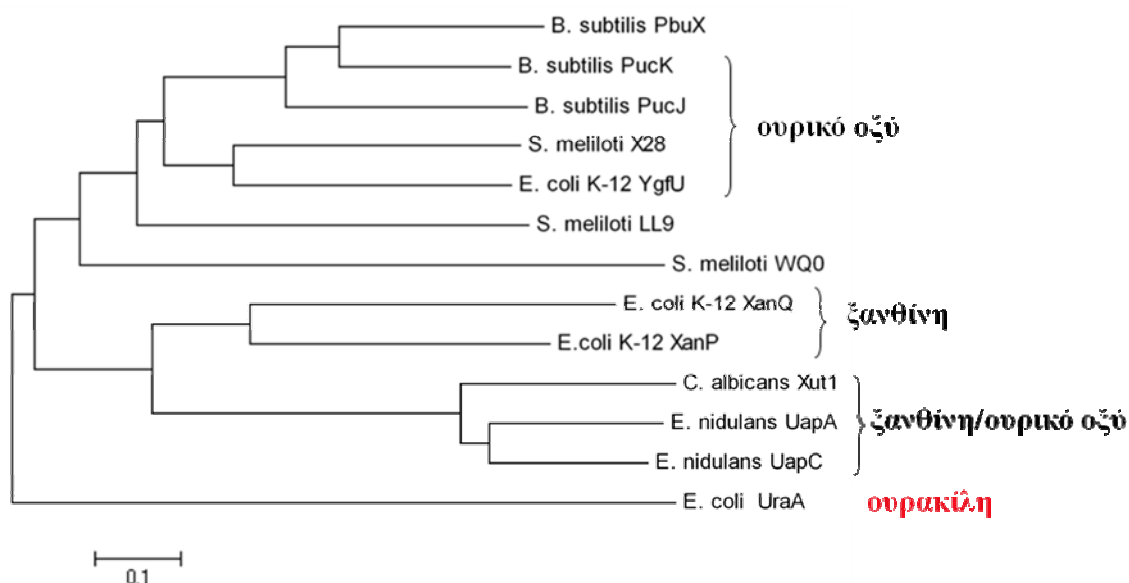 B. subtilis PbuX
B. subtilis PucK
B. subtilis PucJ
ουρικό οξύ
S. meliloti X28
E. coli K-12 YgfU
S. meliloti LL9
S. meliloti WQ0
E. coli K-12 XanQ
ξανθίνη
E.coli K-12 XanP
C. albicans Xut1
E. nidulans UapA
ξανθίνη/ουρικό οξύ
E. nidulans UapC
E. coli UraA
ουρακίλη
0.1